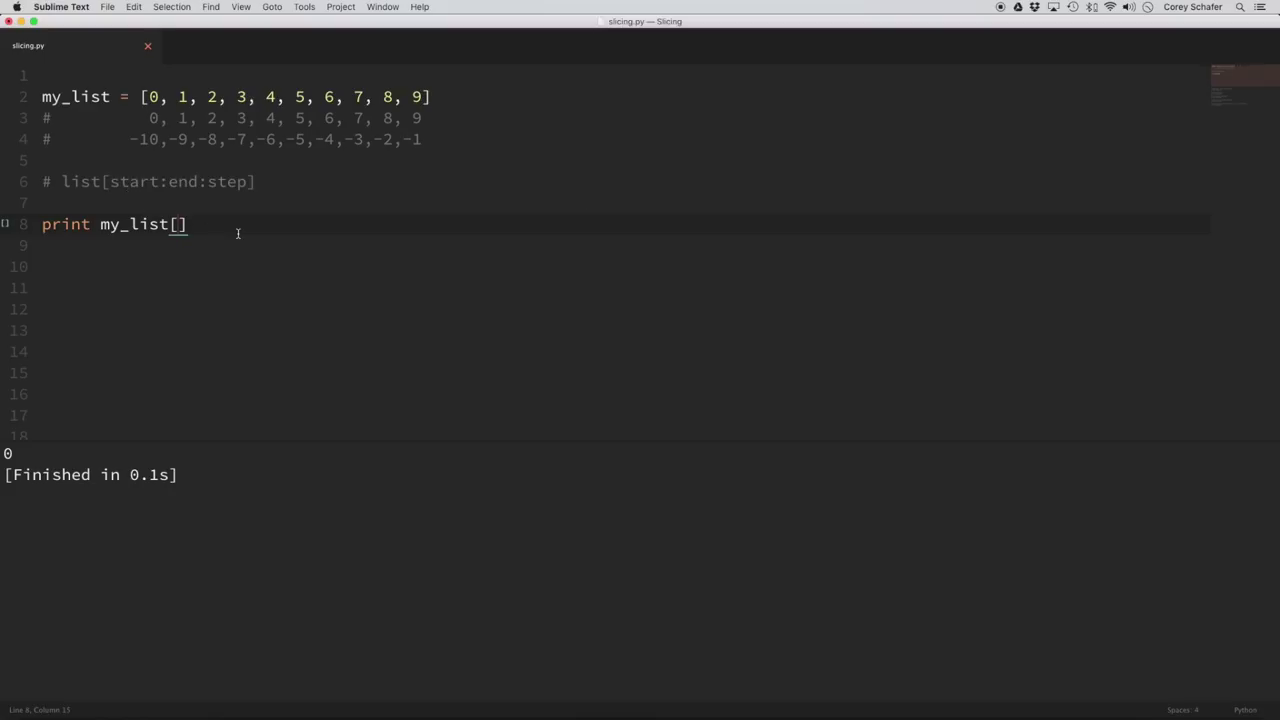 Sublime Text File Edit Selection Find View Goto Tools Project Window Help Corey Schafer
slicing.py — Slicing
slicing.py
1
2 my_list = [0, 1, 2, 3, 4, 5, 6, 7, 8, 9]
3 # 0, 1, 2, 3, 4, 5, 6, 7, 8, 9
4 # -10,-9,-8,-7,-6,-5,-4,-3,-2,-1
5
6 # list[start:end:step]
7
[] 8 print my_list[]
9
10
11
12
13
14
15
16
17
18
0
[Finished in 0.1s]
Line 8, Column 15 Spaces: 4 Python